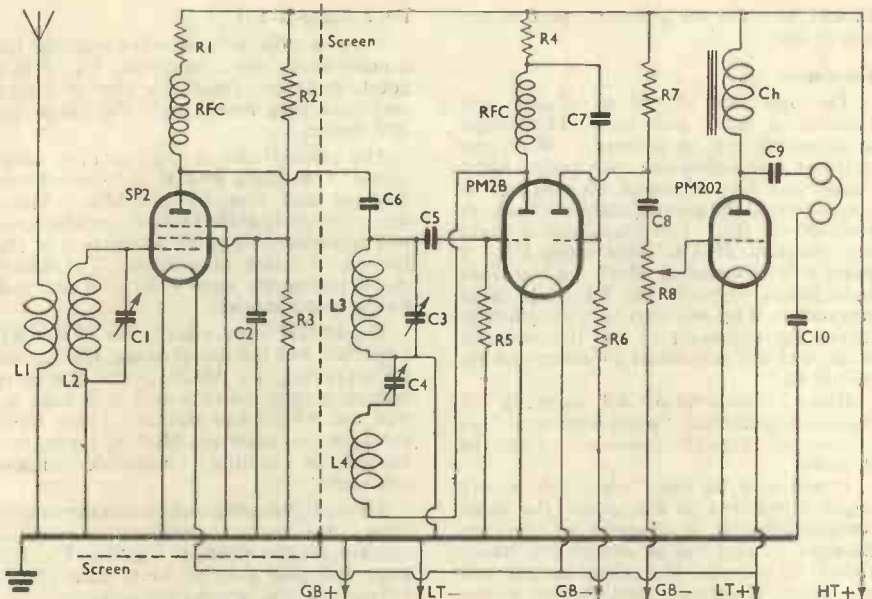 R1
Screen
R4
R2
R7
Ch
RFC
RFC
C7
C9
SP2
PM2B
PM202
C6
C5
C8
L3
R8
C1
C2
R3
C3
R5
R6
C10
L1
L2
C4
L4
Screen
GB+
LT−
GB−
GB−
LT+
HT+